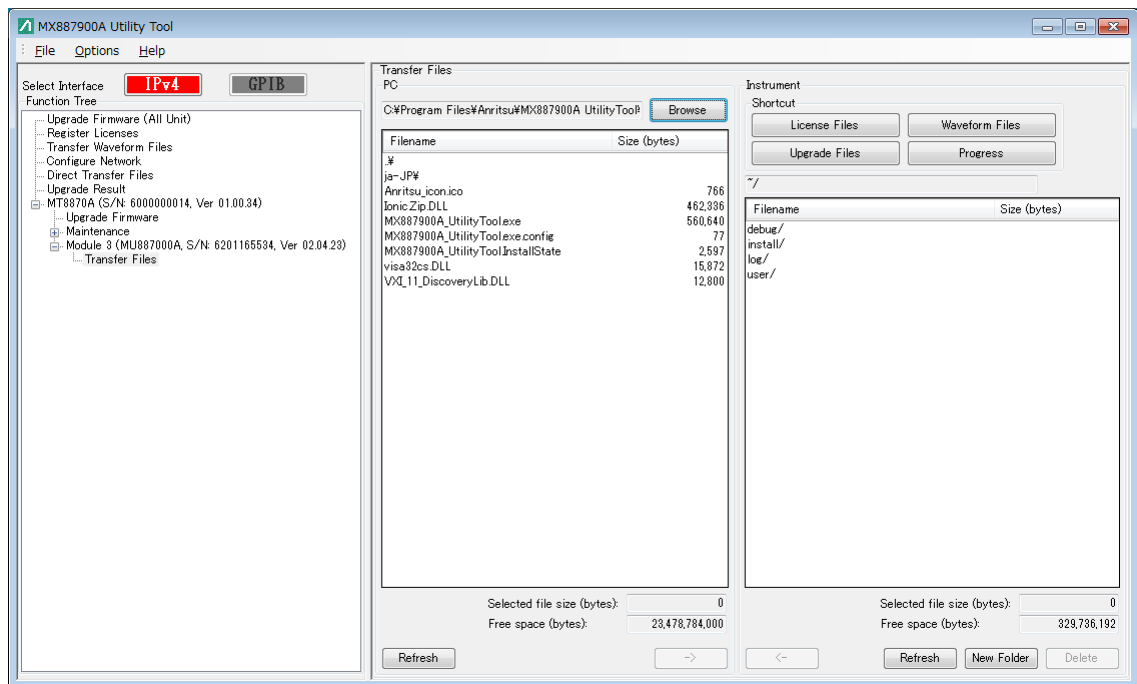 MX887900A Utility Tool
File Options Help
Select Interface IPv4 GPIB
Function Tree
Upgrade Firmware (All Unit)
Register Licenses
Transfer Waveform Files
Configure Network
Direct Transfer Files
Upgrade Result
MT8870A (S/N: 6000000014, Ver 01.00.34)
Upgrade Firmware
Maintenance
Module 3 (MU887000A, S/N: 6201165534, Ver 02.04.23)
Transfer Files
Transfer Files
PC
C:¥Program Files¥Anritsu¥MX887900A UtilityTool¥ Browse
Filename Size (bytes)
.¥
ja-JP¥
Anritsu_icon.ico 766
Ionic.Zip.DLL 462,336
MX887900A_UtilityTool.exe 560,640
MX887900A_UtilityTool.exe.config 77
MX887900A_UtilityTool.InstallState 2,597
visa32cs.DLL 15,872
VXI_11_DiscoveryLib.DLL 12,800
Selected file size (bytes): 0
Free space (bytes): 23,478,784,000
Refresh ->
Instrument
Shortcut
License Files Waveform Files
Upgrade Files Progress
~/
Filename Size (bytes)
debug/
install/
log/
user/
Selected file size (bytes): 0
Free space (bytes): 329,736,192
<- Refresh New Folder Delete